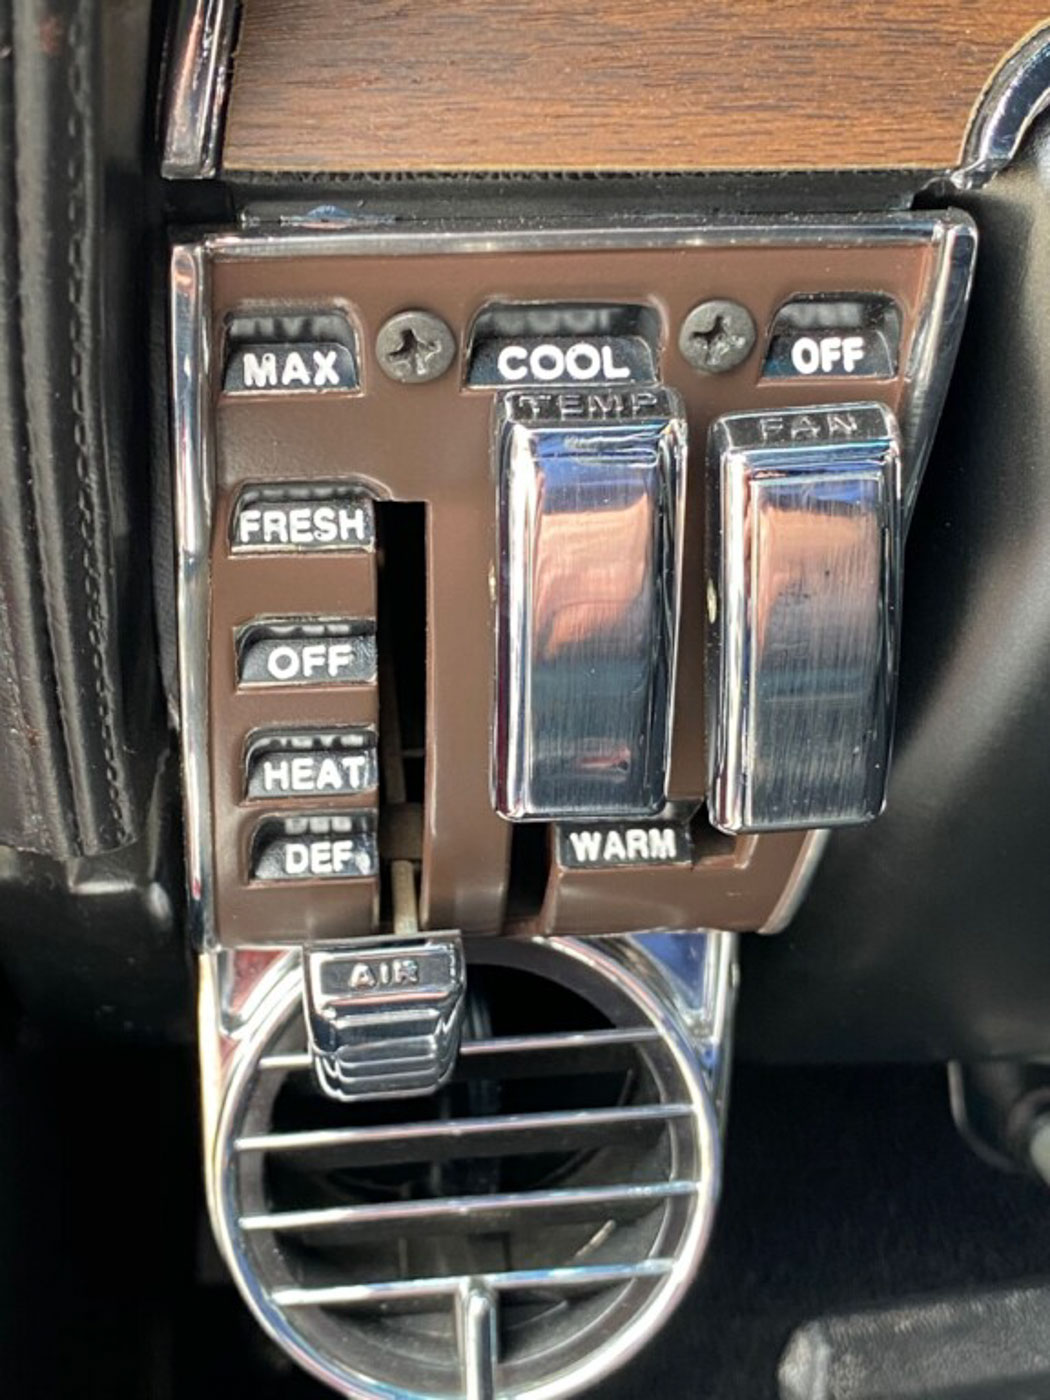 MAX COOL OFF
TEMP FAN
FRESH
OFF
HEAT
DEF
WARM
AIR